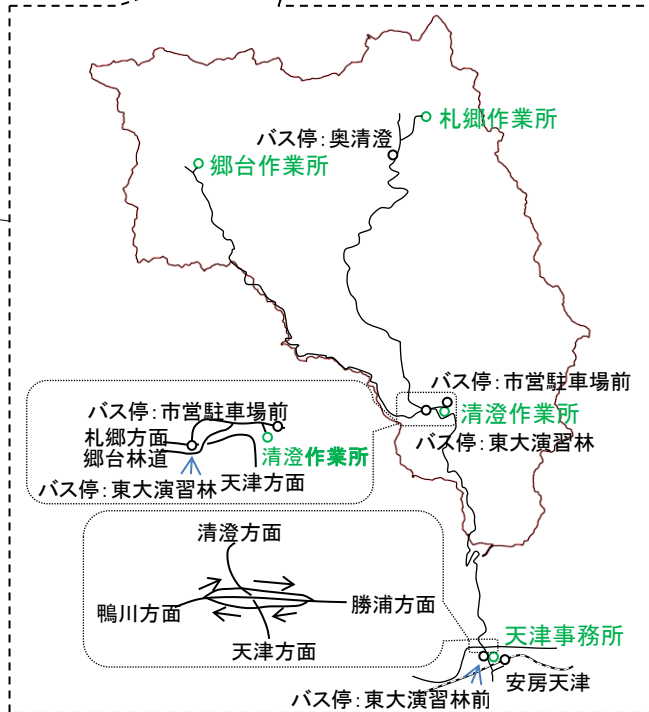 札郷作業所
バス停：奥清澄
郷台作業所
バス停：市営駐車場前
バス停：市営駐車場前
清澄作業所
札郷方面
バス停：東大演習林
郷台林道
清澄作業所
天津方面
バス停：東大演習林
清澄方面
鴨川方面
勝浦方面
天津方面
天津事務所
安房天津
バス停：東大演習林前